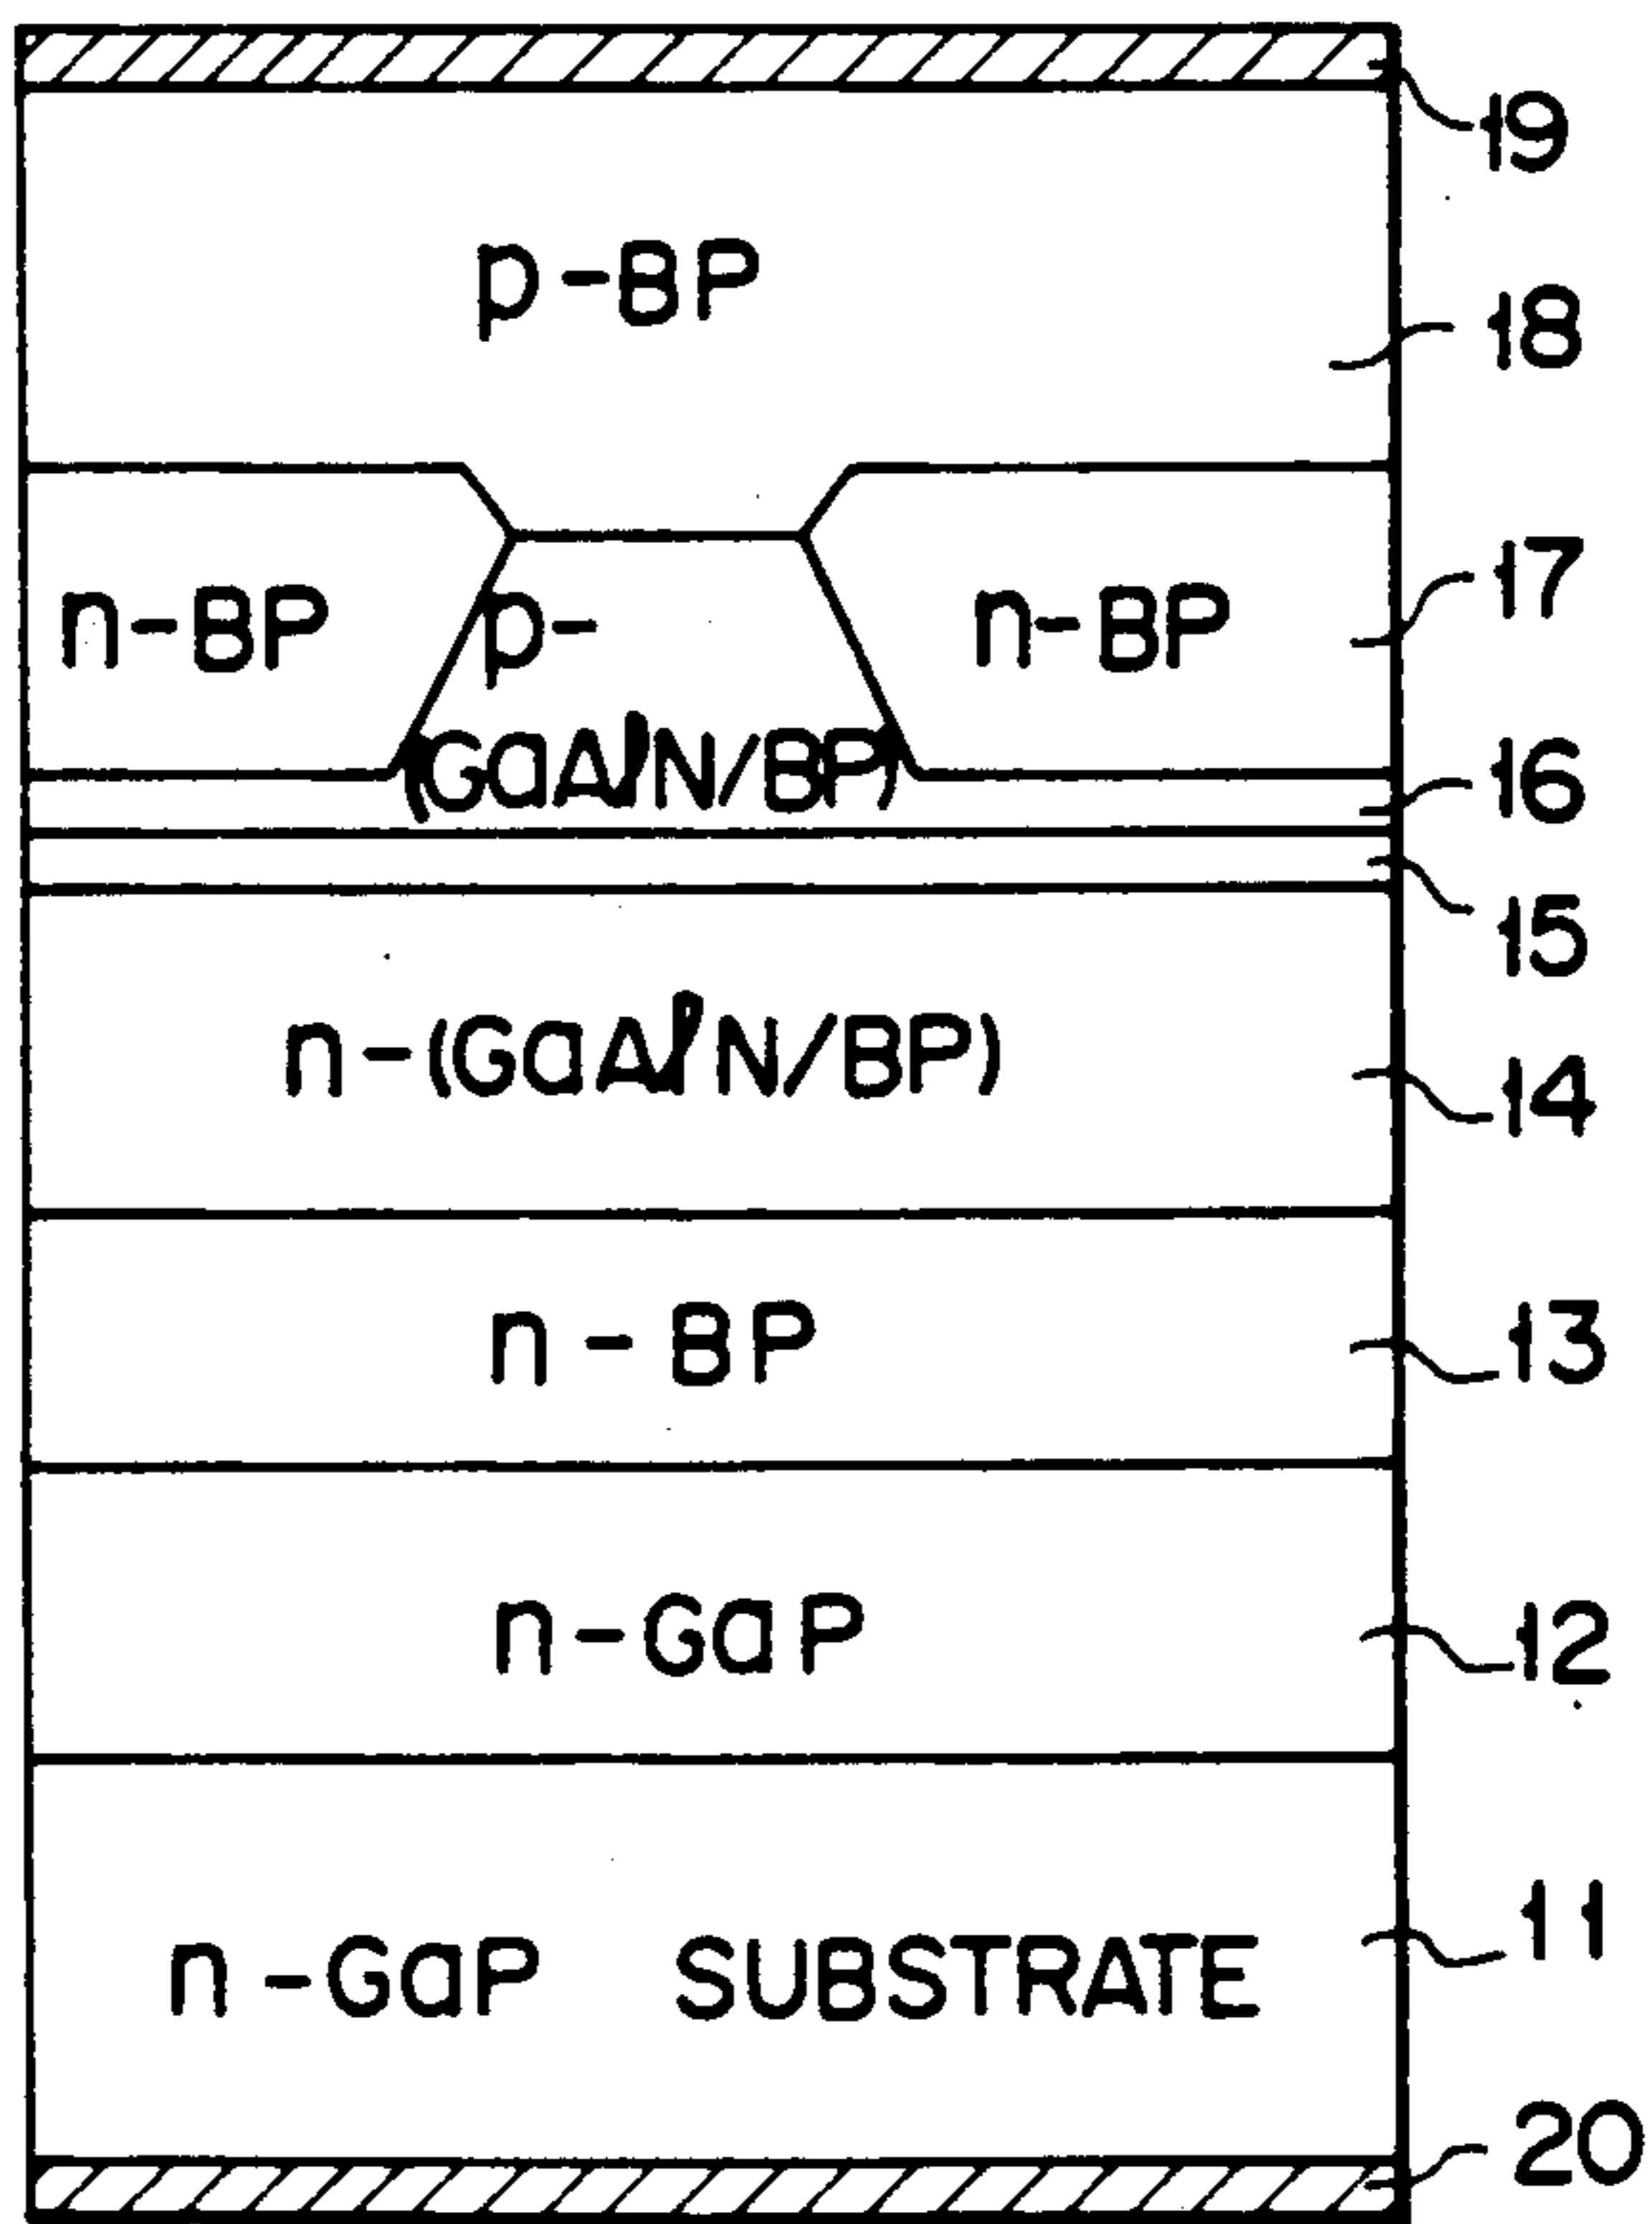 19
p-BP
18
n-BP
p-
n-BP
17
(GaAlN/BP)
16
15
n-(GaAlN/BP)
14
n-BP
13
n-GaP
12
11
n-GaP SUBSTRATE
20